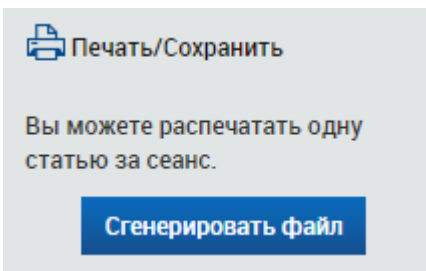 Печать/Сохранить
Вы можете распечатать одну
статью за сеанс.
Сгенерировать файл